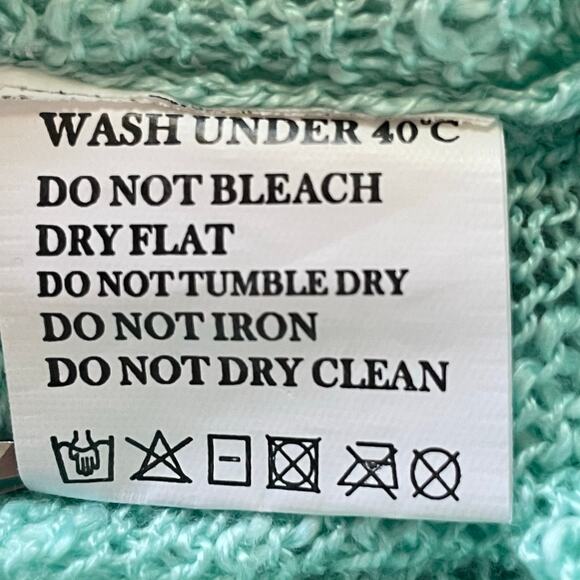 WASH UNDER 40°C
DO NOT BLEACH
DRY FLAT
DO NOT TUMBLE DRY
DO NOT IRON
DO NOT DRY CLEAN